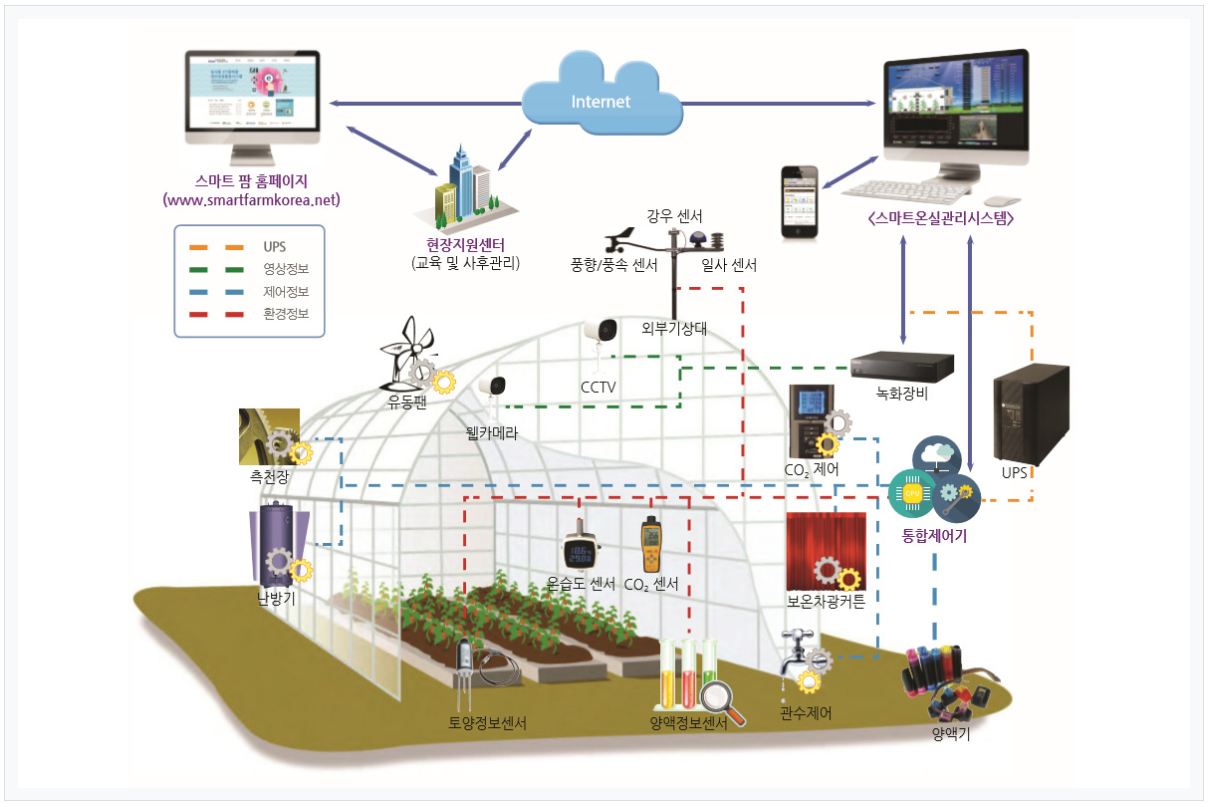 Internet
스마트 팜 홈페이지
(www.smartfarmkorea.net)
현장지원센터
(교육 및 사후관리)
<스마트온실관리시스템>
UPS
영상정보
제어정보
환경정보
강우 센서
풍향/풍속 센서
일사 센서
외부기상대
유동팬
CCTV
웹카메라
녹화장비
UPS
측천장
CO₂ 제어
CPU
통합제어기
난방기
온습도 센서
CO₂ 센서
보온차광커튼
토양정보센서
양액정보센서
관수제어
양액기